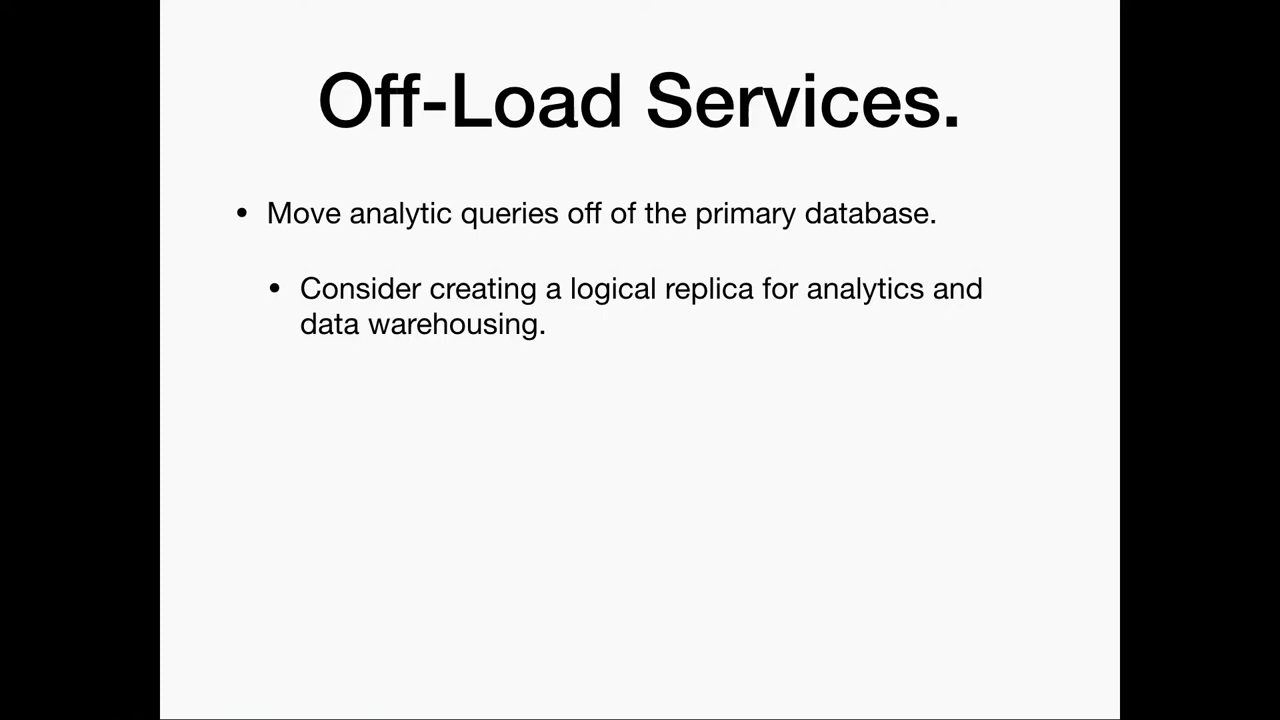 Off-Load Services.
• Move analytic queries off of the primary database.
• Consider creating a logical replica for analytics and
data warehousing.